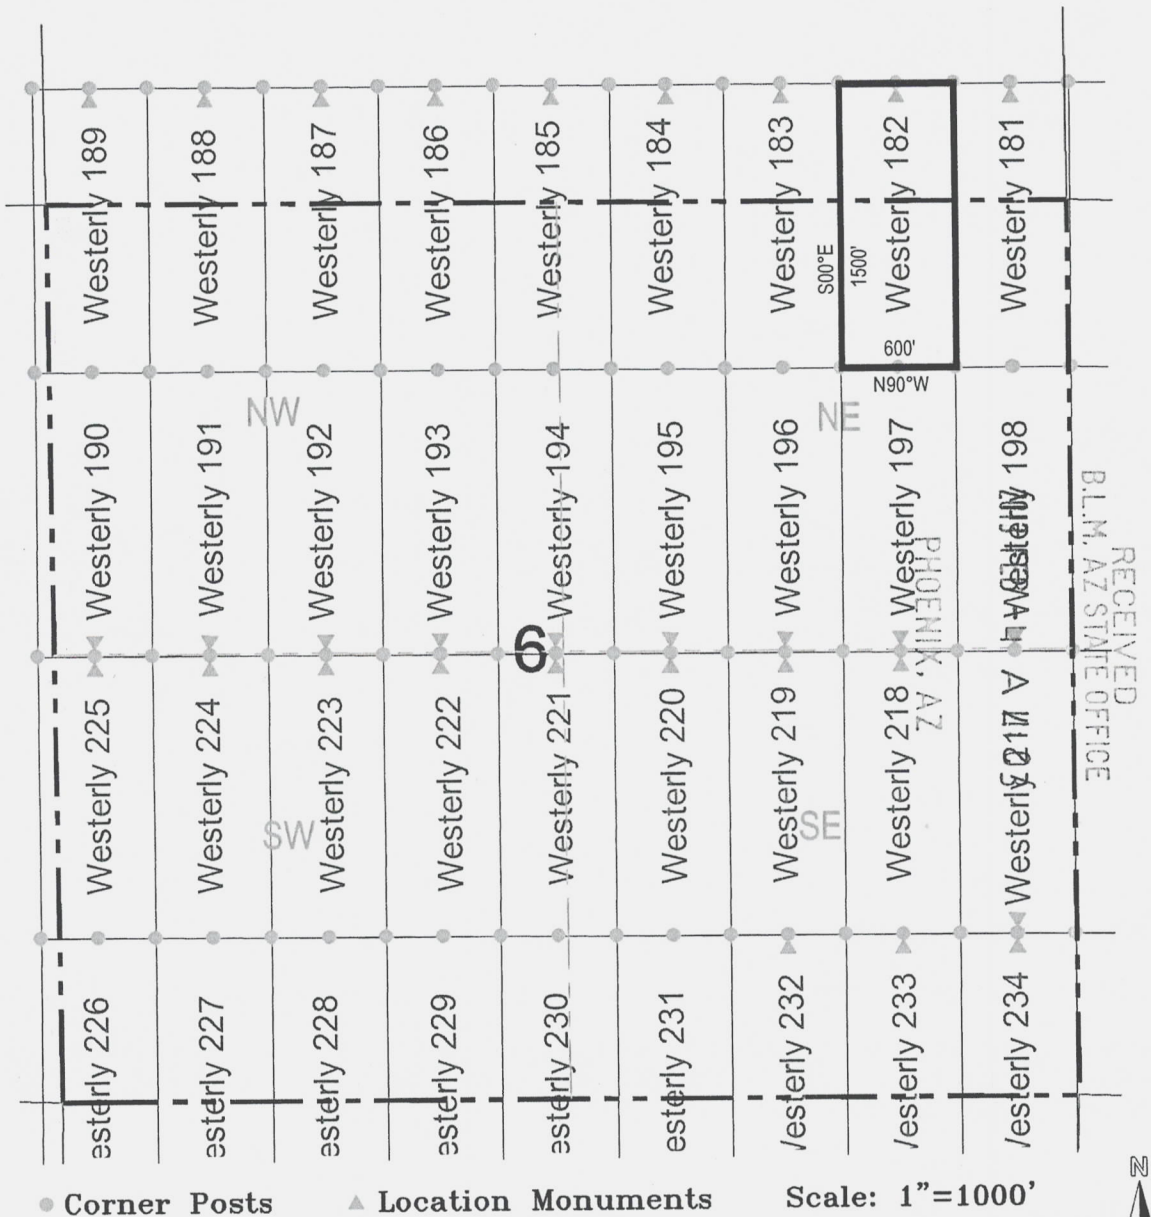 Westerly 189
Westerly 188
Westerly 187
Westerly 186
Westerly 185
Westerly 184
Westerly 183
Westerly 182
Westerly 181
S00°E
1500'
600'
N90°W
NW
NE
Westerly 190
Westerly 191
Westerly 192
Westerly 193
Westerly 194
Westerly 195
Westerly 196
Westerly 197
Westerly 198
PHOENIX, AZ
B.L.M. AZ STATE OFFICE
RECEIVED
6
Westerly 225
Westerly 224
Westerly 223
Westerly 222
Westerly 221
Westerly 220
Westerly 219
Westerly 218
Westerly 217
SW
SE
esterly 226
esterly 227
esterly 228
esterly 229
esterly 230
esterly 231
Westerly 232
Westerly 233
Westerly 234
Corner Posts
Location Monuments
Scale: 1"=1000'
N